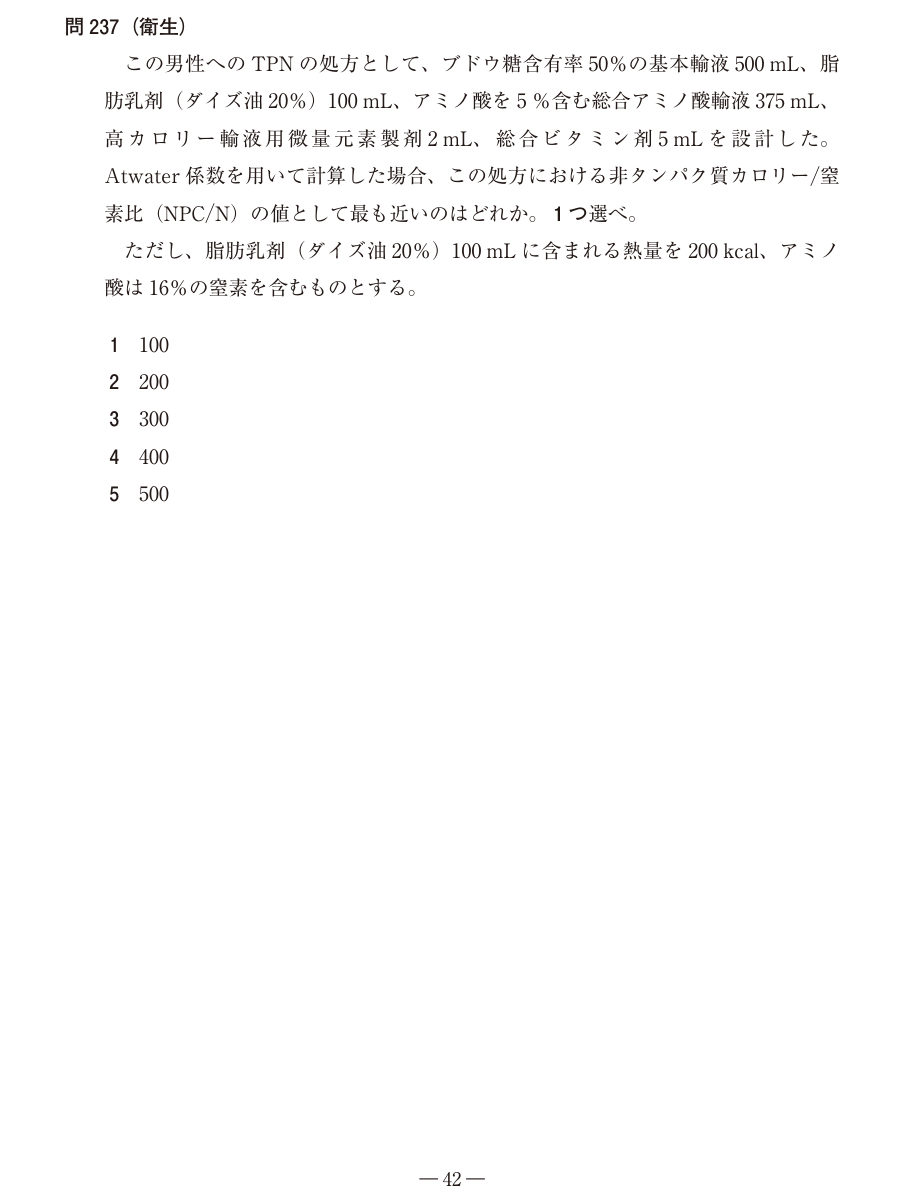 問 237（衛生）
この男性への TPN の処方として、ブドウ糖含有率 50％の基本輸液 500 mL、脂
肪乳剤（ダイズ油 20％）100 mL、アミノ酸を 5 ％含む総合アミノ酸輸液 375 mL、
高カロリー輸液用微量元素製剤 2 mL、総合ビタミン剤 5 mL を設計した。
Atwater 係数を用いて計算した場合、この処方における非タンパク質カロリー/窒
素比（NPC/N）の値として最も近いのはどれか。1つ選べ。
ただし、脂肪乳剤（ダイズ油 20％）100 mL に含まれる熱量を 200 kcal、アミノ
酸は 16％の窒素を含むものとする。
1 100
2 200
3 300
4 400
5 500
― 42 ―